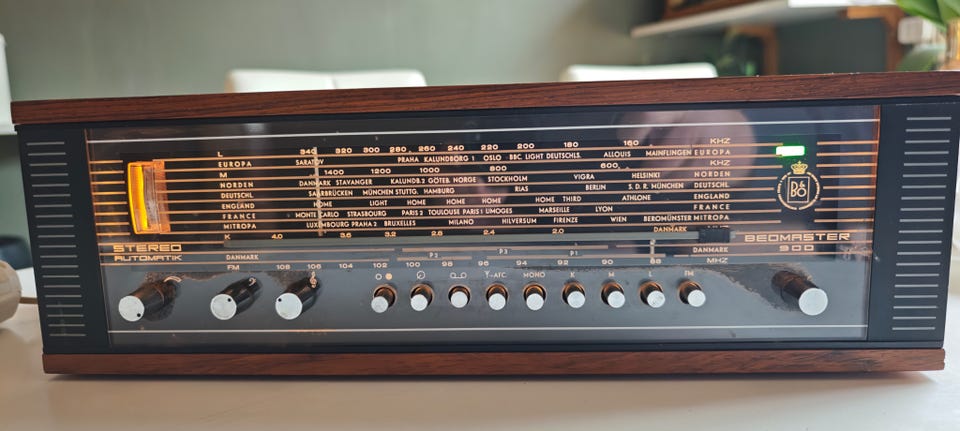 L 340 320 300 280 260 240 220 200 180 KHZ
EUROPA SARATOV PRAHA KALUNDBORG 1 OSLO BBC. LIGHT DEUTSCHL. ALLOUIS MAINFLINGEN EUROPA
M 1400 1200 1000 800 600 KHZ
NORDEN DANMARK STAVANGER KALUNDB.2 GÖTEB. NORGE STOCKHOLM VIGRA HELSINKI NORDEN
DEUTSCHL. SAARBRÜCKEN MÜNCHEN STUTTG. HAMBURG RIAS BERLIN S.D.R. MÜNCHEN DEUTSCHL.
ENGLAND HOME LIGHT HOME HOME HOME HOME THIRD ATHLONE ENGLAND
FRANCE MONTE CARLO STRASBOURG PARIS 2 TOULOUSE PARIS 1 LIMOGES MARSEILLE LYON FRANCE
MITROPA LUXEMBOURG PRAHA 2 BRUXELLES MILANO HILVERSUM FIRENZE WIEN BEROMÜNSTER MITROPA
K 4.0 3.6 3.2 2.8 2.4 2.0 DANMARK
B&O
STEREO
AUTOMATIK
BEOMASTER
900
P2 P3 P1
DANMARK DANMARK
FM 108 106 104 102 100 98 96 94 92 90 88 MHZ
Y-AFC MONO K M L FM